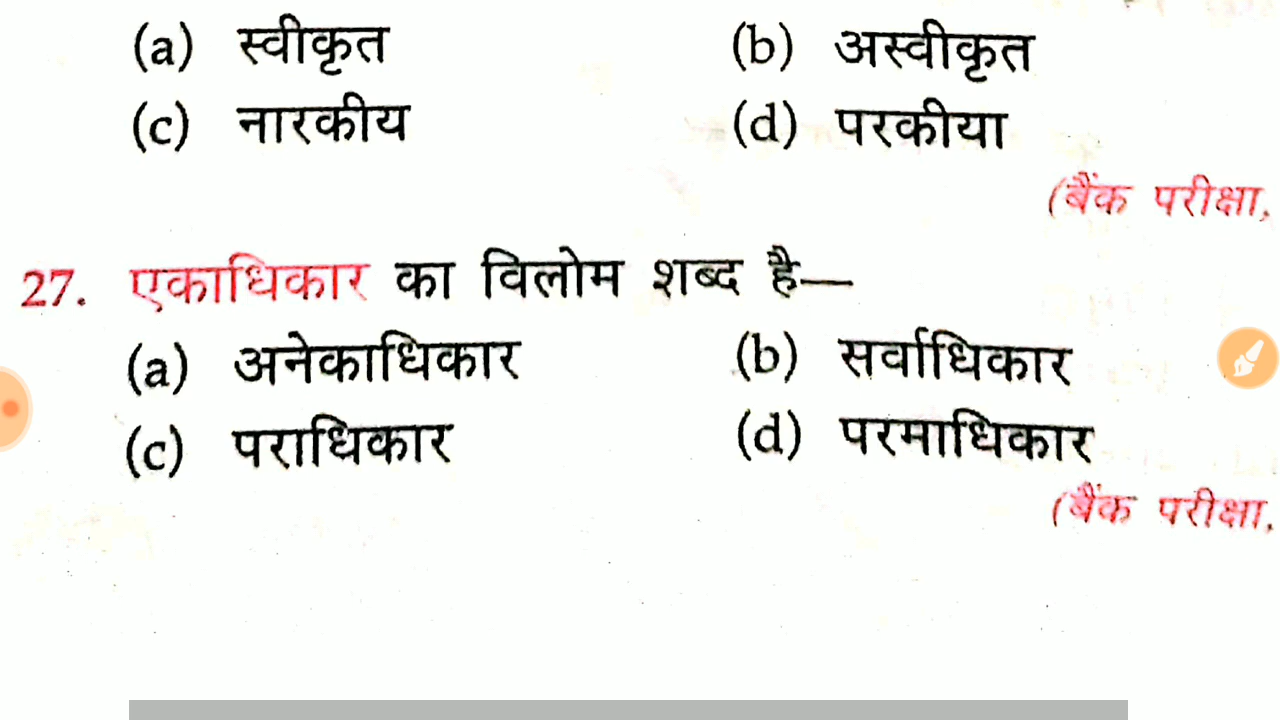 (a) स्वीकृत (b) अस्वीकृत
(c) नारकीय (d) परकीया
(बैंक परीक्षा,
27. एकाधिकार का विलोम शब्द है—
(a) अनेकाधिकार (b) सर्वाधिकार
(c) पराधिकार (d) परमाधिकार
(बैंक परीक्षा,